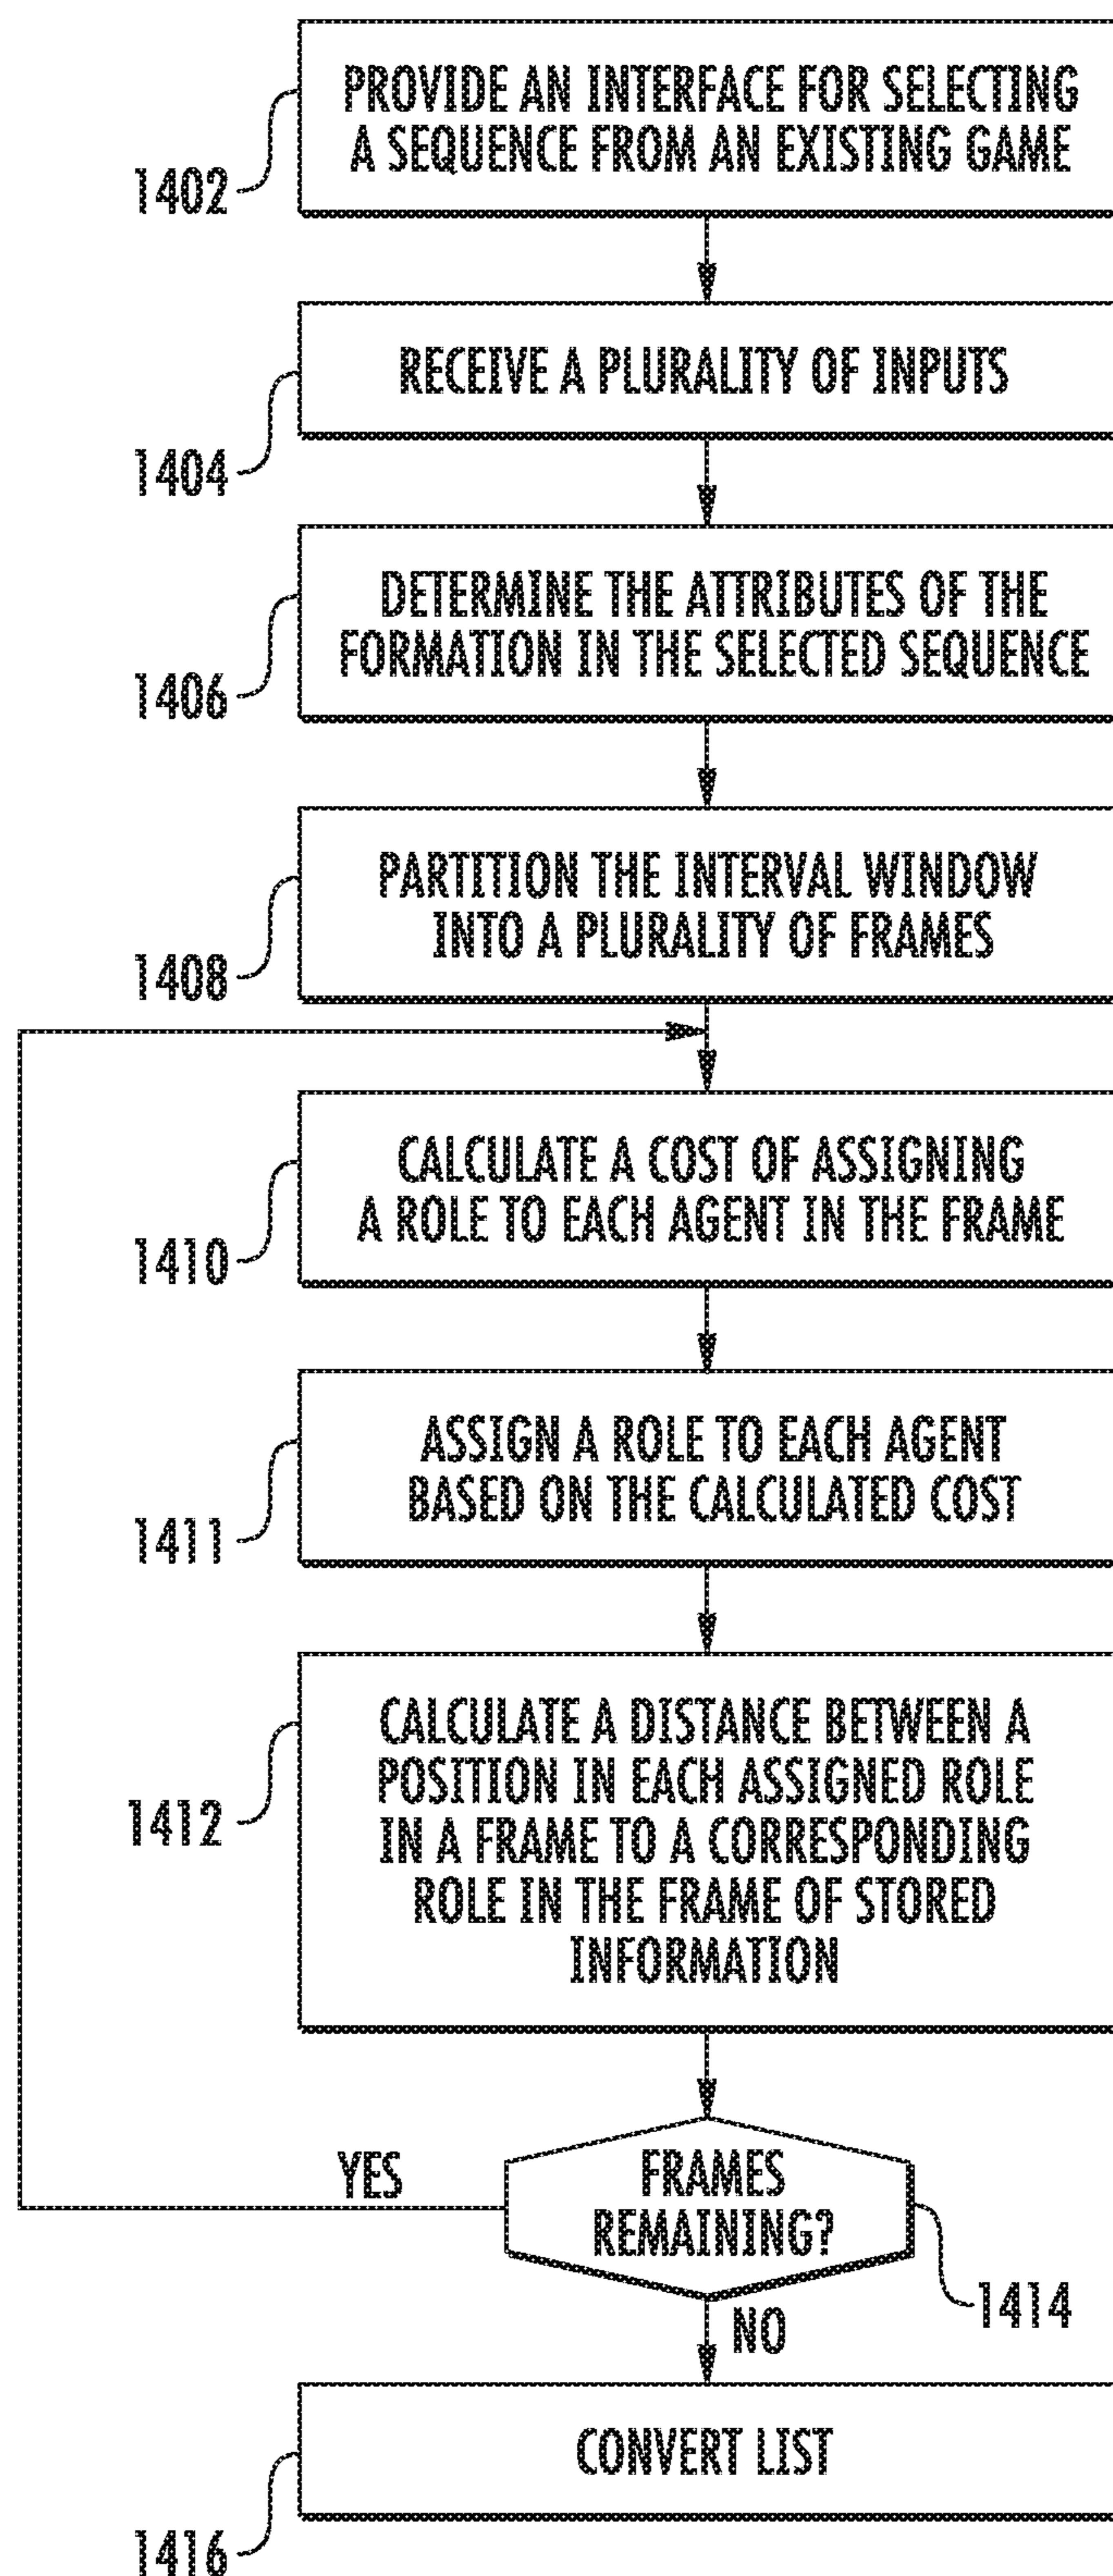 PROVIDE AN INTERFACE FOR SELECTING
A SEQUENCE FROM AN EXISTING GAME
1402
RECEIVE A PLURALITY OF INPUTS
1404
DETERMINE THE ATTRIBUTES OF THE
FORMATION IN THE SELECTED SEQUENCE
1406
PARTITION THE INTERVAL WINDOW
INTO A PLURALITY OF FRAMES
1408
CALCULATE A COST OF ASSIGNING
A ROLE TO EACH AGENT IN THE FRAME
1410
ASSIGN A ROLE TO EACH AGENT
BASED ON THE CALCULATED COST
1411
CALCULATE A DISTANCE BETWEEN A
POSITION IN EACH ASSIGNED ROLE
IN A FRAME TO A CORRESPONDING
ROLE IN THE FRAME OF STORED
INFORMATION
1412
YES
FRAMES
REMAINING?
1414
NO
CONVERT LIST
1416